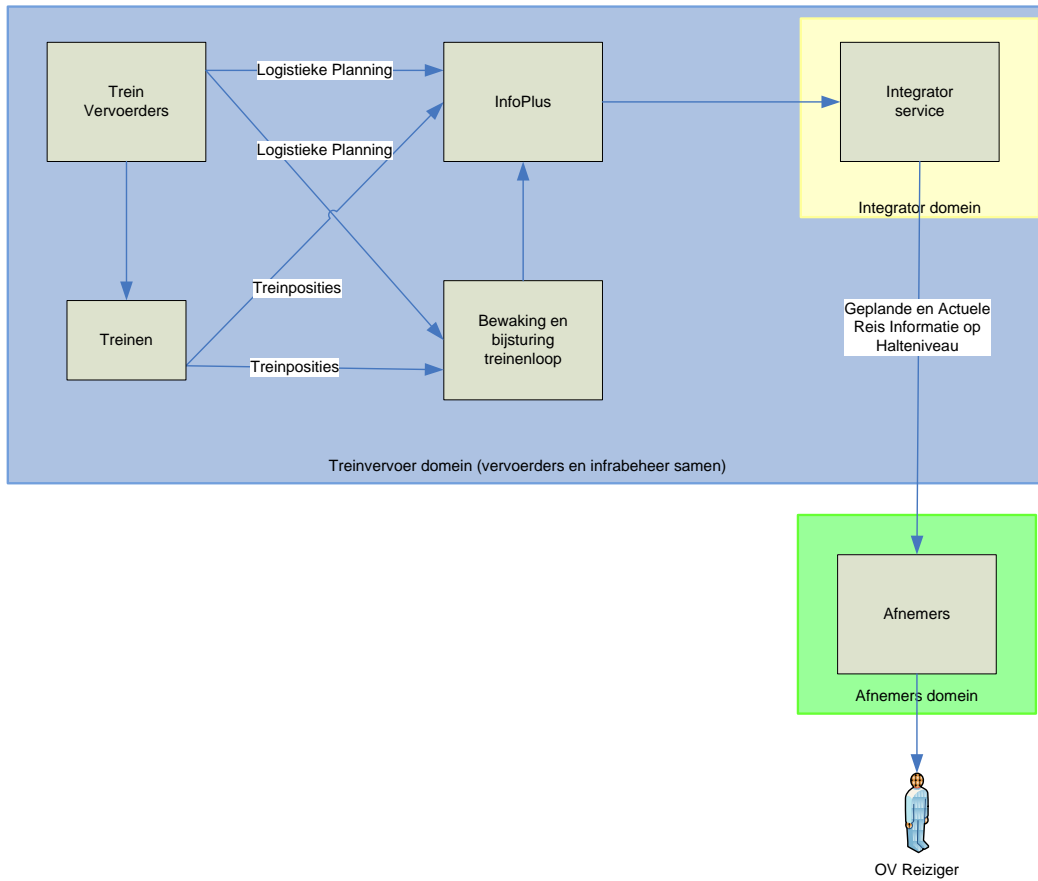 Trein
Vervoerders
Logistieke Planning
InfoPlus
Integrator
service
Logistieke Planning
Integrator domein
Treinposities
Treinen
Bewaking en
bijsturing
treinenloop
Geplande en Actuele
Reis Informatie op
Halteniveau
Treinposities
Treinvervoer domein (vervoerders en infrabeheer samen)
Afnemers
Afnemers domein
OV Reiziger